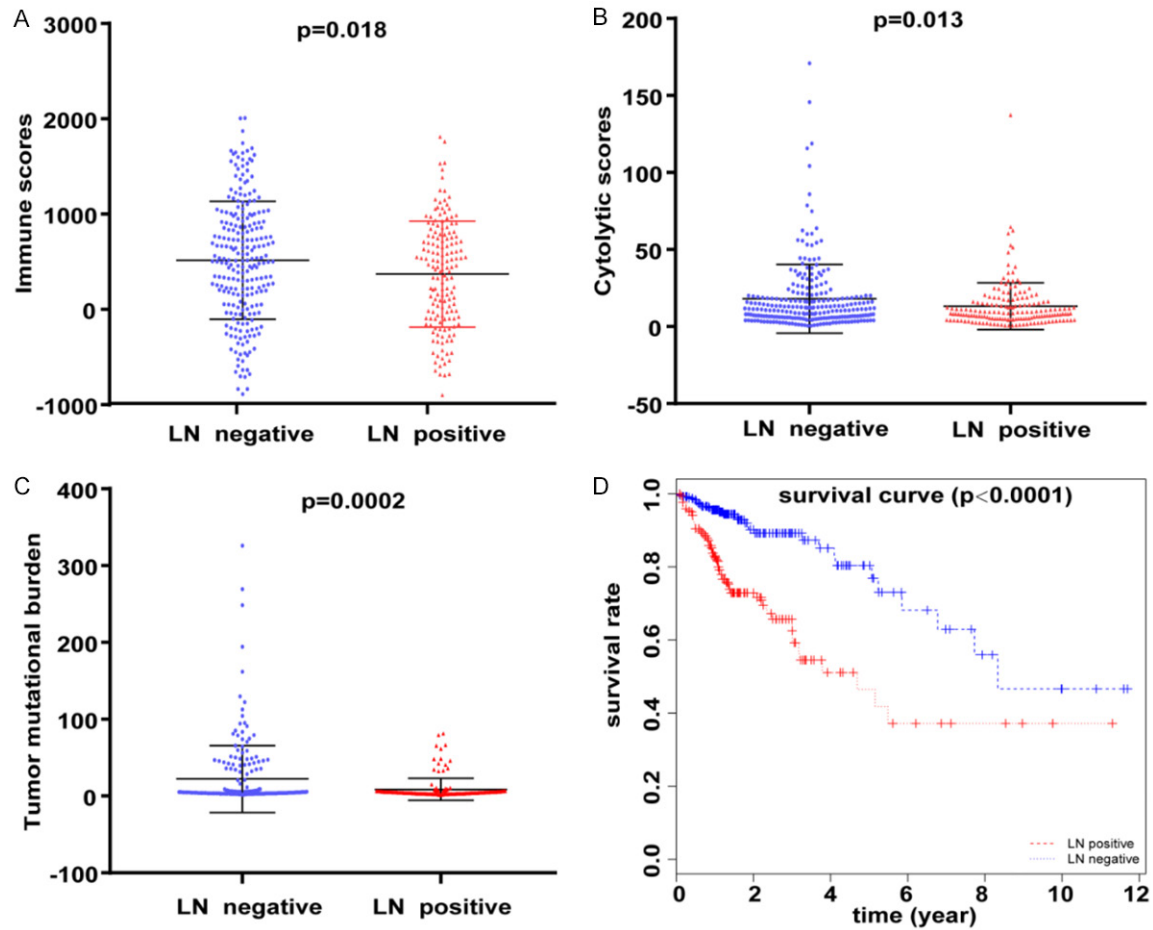 A
p=0.018
Immune scores
3000
2000
1000
0
-1000
LN negative
LN positive
B
p=0.013
Cytolytic scores
200
150
100
50
0
-50
LN negative
LN positive
C
p=0.0002
Tumor mutational burden
400
300
200
100
0
-100
LN negative
LN positive
D
survival curve (p<0.0001)
survival rate
1.0
0.8
0.6
0.4
0.2
0.0
LN positive
LN negative
0 2 4 6 8 10 12
time (year)